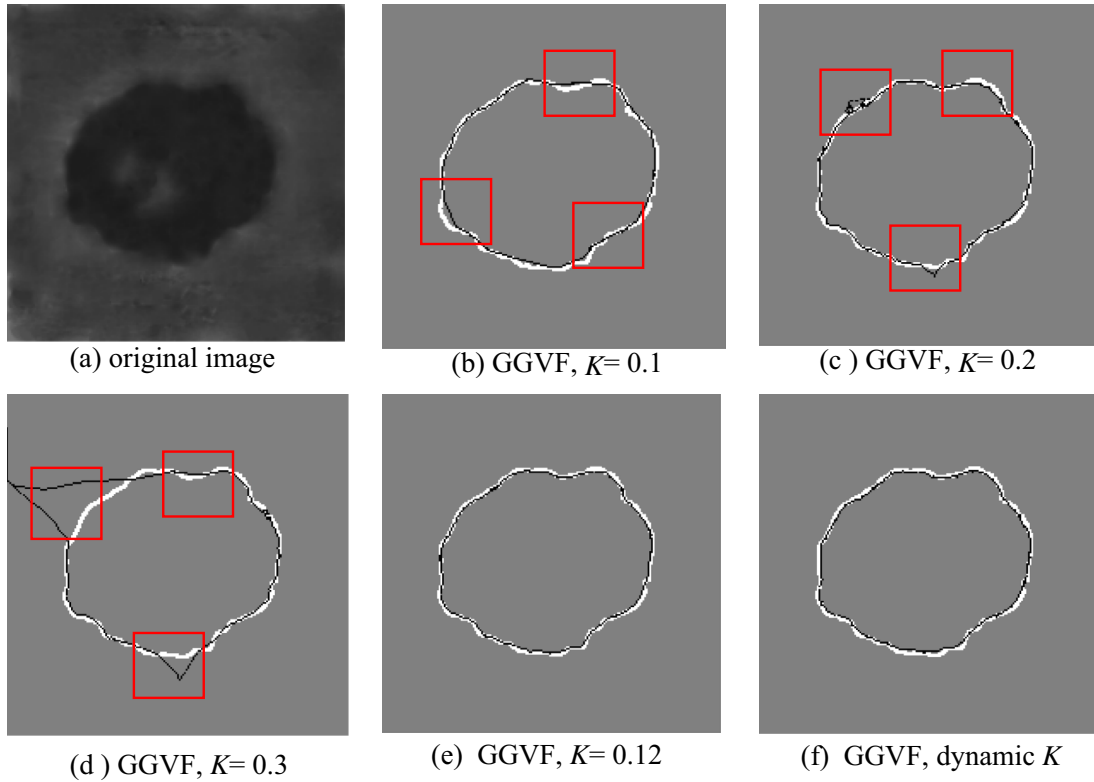 (a) original image
(b) GGVF, K= 0.1
(c ) GGVF, K= 0.2
(d ) GGVF, K= 0.3
(e) GGVF, K= 0.12
(f) GGVF, dynamic K